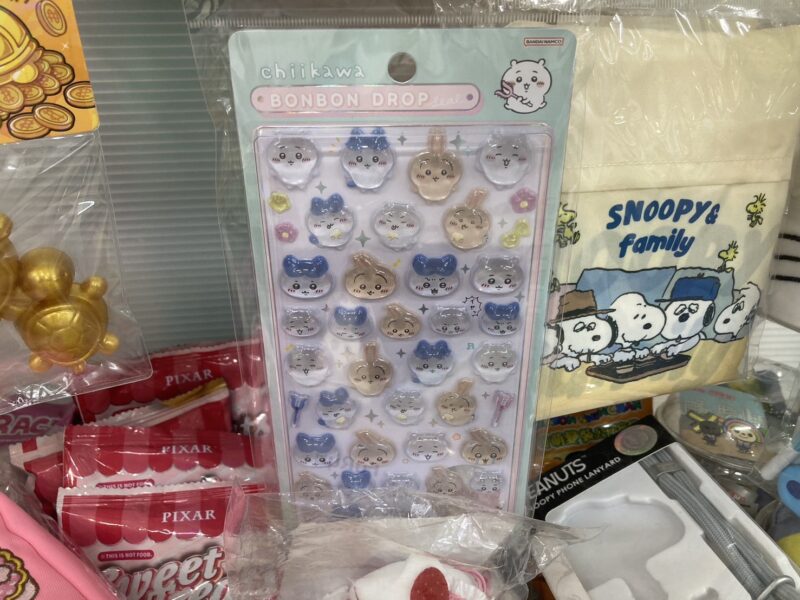 BANDAI NAMCO
chiikawa
BONBON DROP
SNOOPY &
family
PIXAR
PIXAR
PIXAR
THIS IS NOT FOOD.
THIS IS NOT FOOD.
Sweet
PEANUTS
SNOOPY PHONE LANYARD